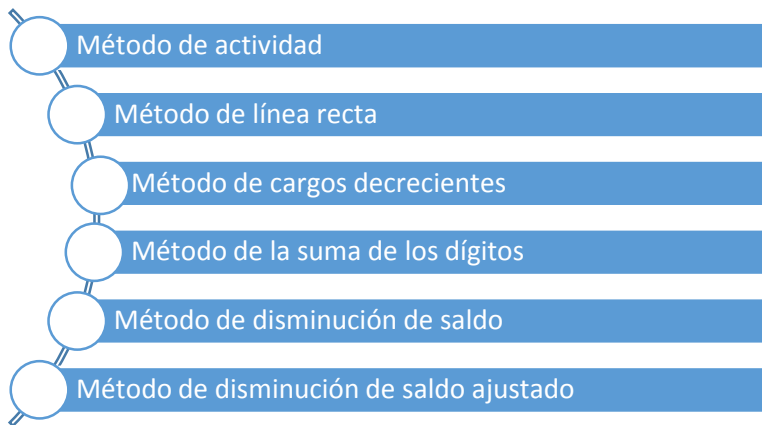 Método de actividad
Método de línea recta
Método de cargos decrecientes
Método de la suma de los dígitos
Método de disminución de saldo
Método de disminución de saldo ajustado